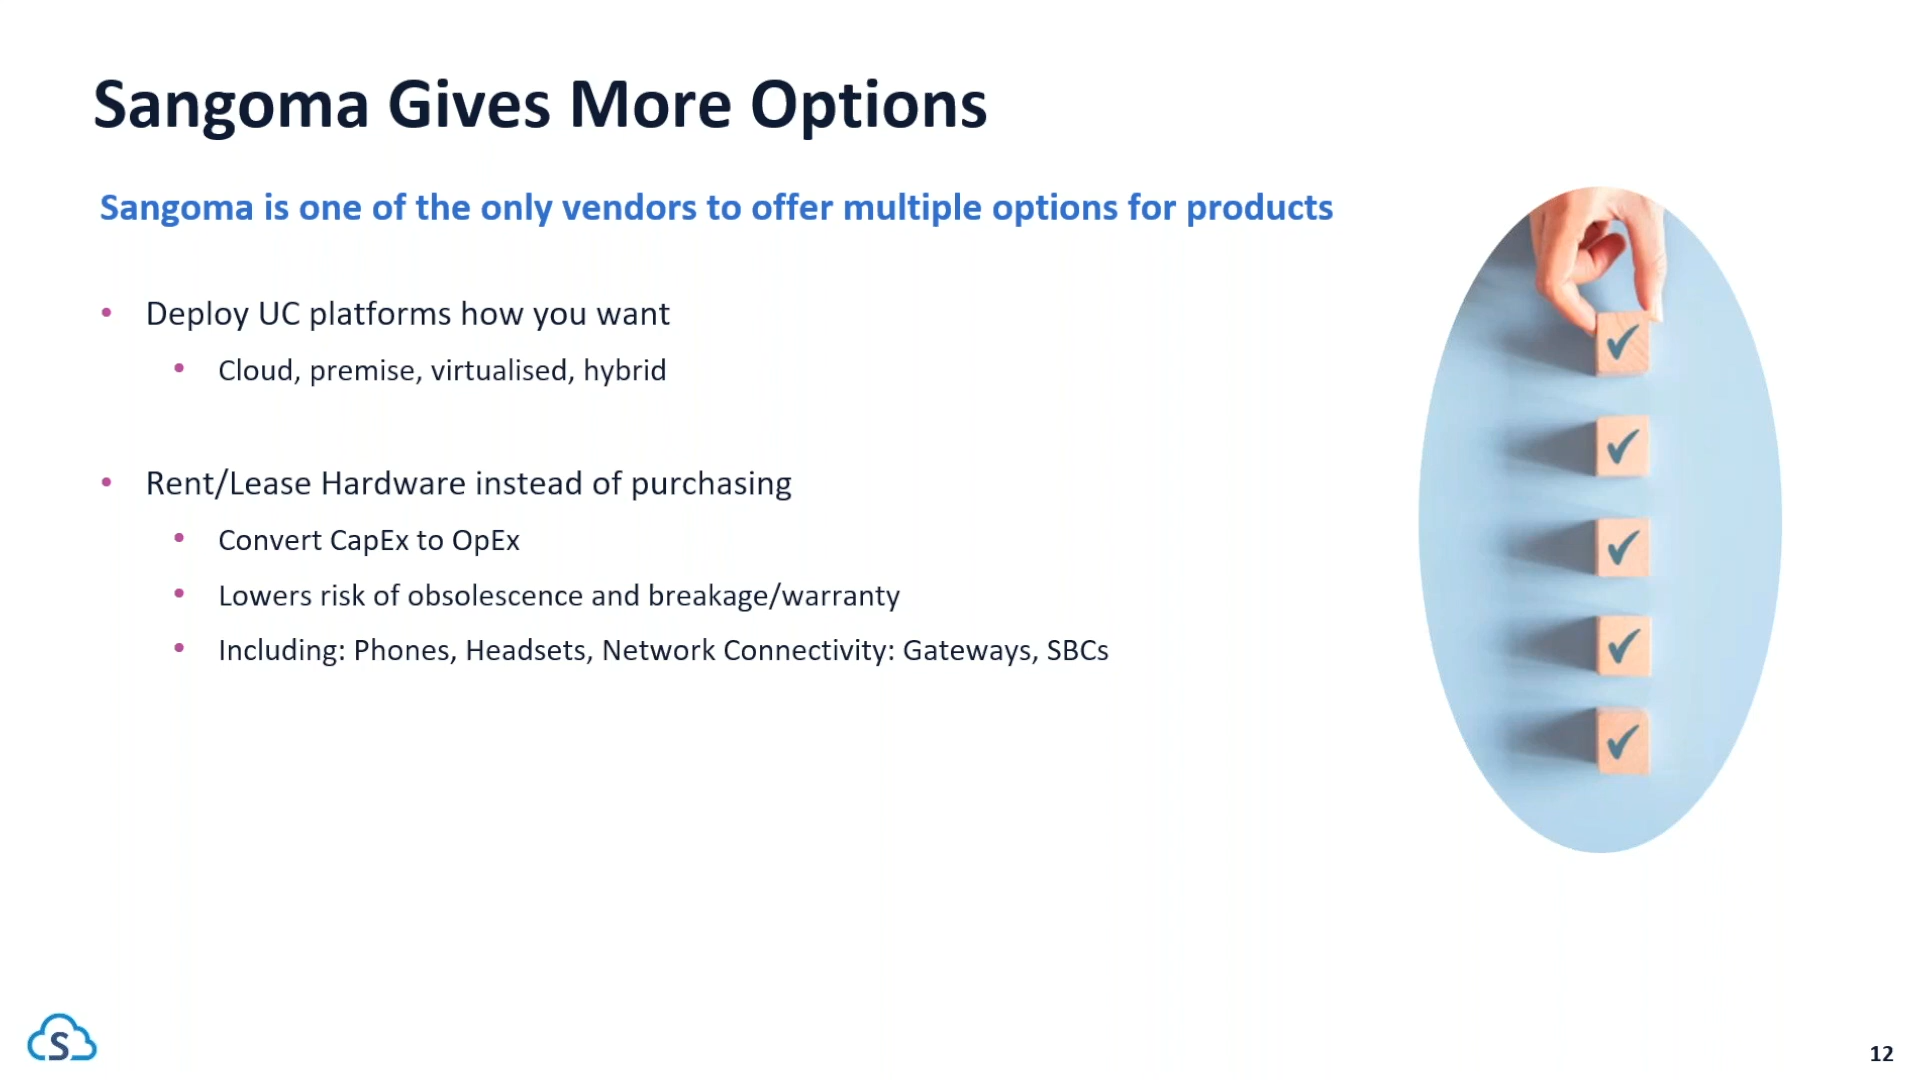 Sangoma Gives More Options
Sangoma is one of the only vendors to offer multiple options for products
• Deploy UC platforms how you want
• Cloud, premise, virtualised, hybrid
• Rent/Lease Hardware instead of purchasing
• Convert CapEx to OpEx
• Lowers risk of obsolescence and breakage/warranty
• Including: Phones, Headsets, Network Connectivity: Gateways, SBCs
S
12